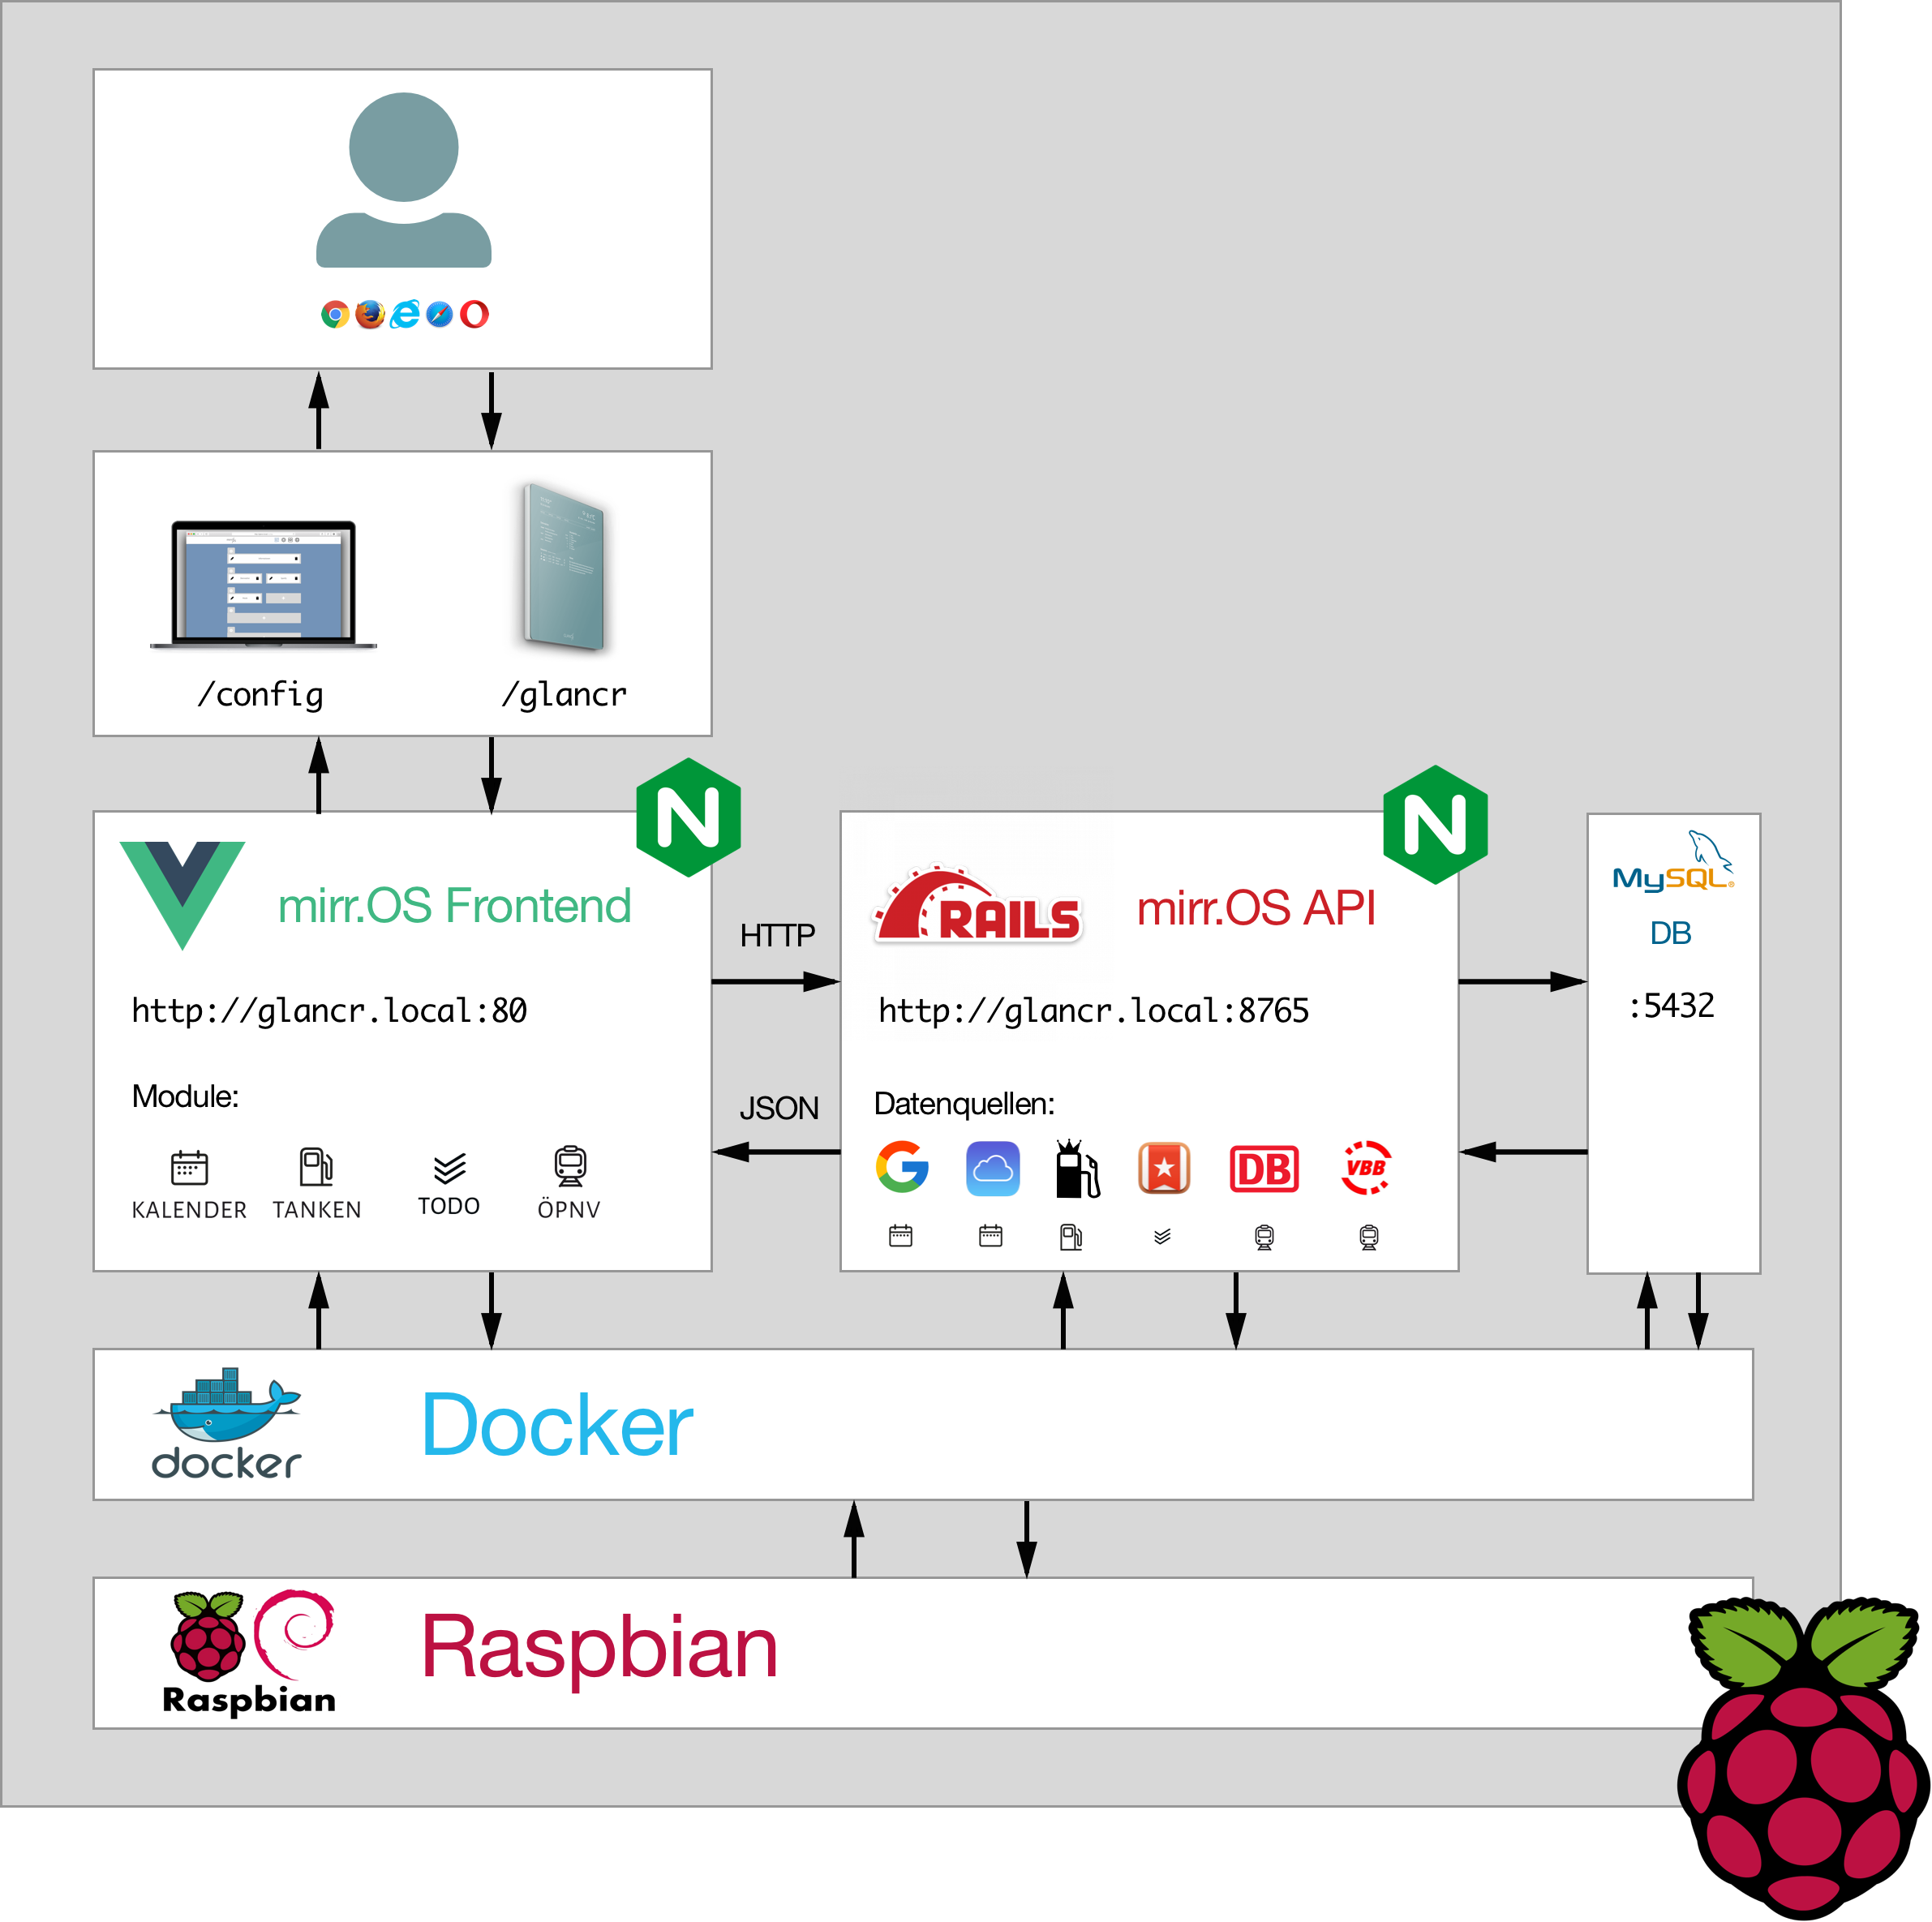 /config
/glancr
mirr.OS Frontend
http://glancr.local:80
Module:
KALENDER
TANKEN
TODO
ÖPNV
HTTP
JSON
RAILS
mirr.OS API
http://glancr.local:8765
Datenquellen:
DB
VBB
MySQL®
DB
:5432
docker
Docker
Raspbian
Raspbian